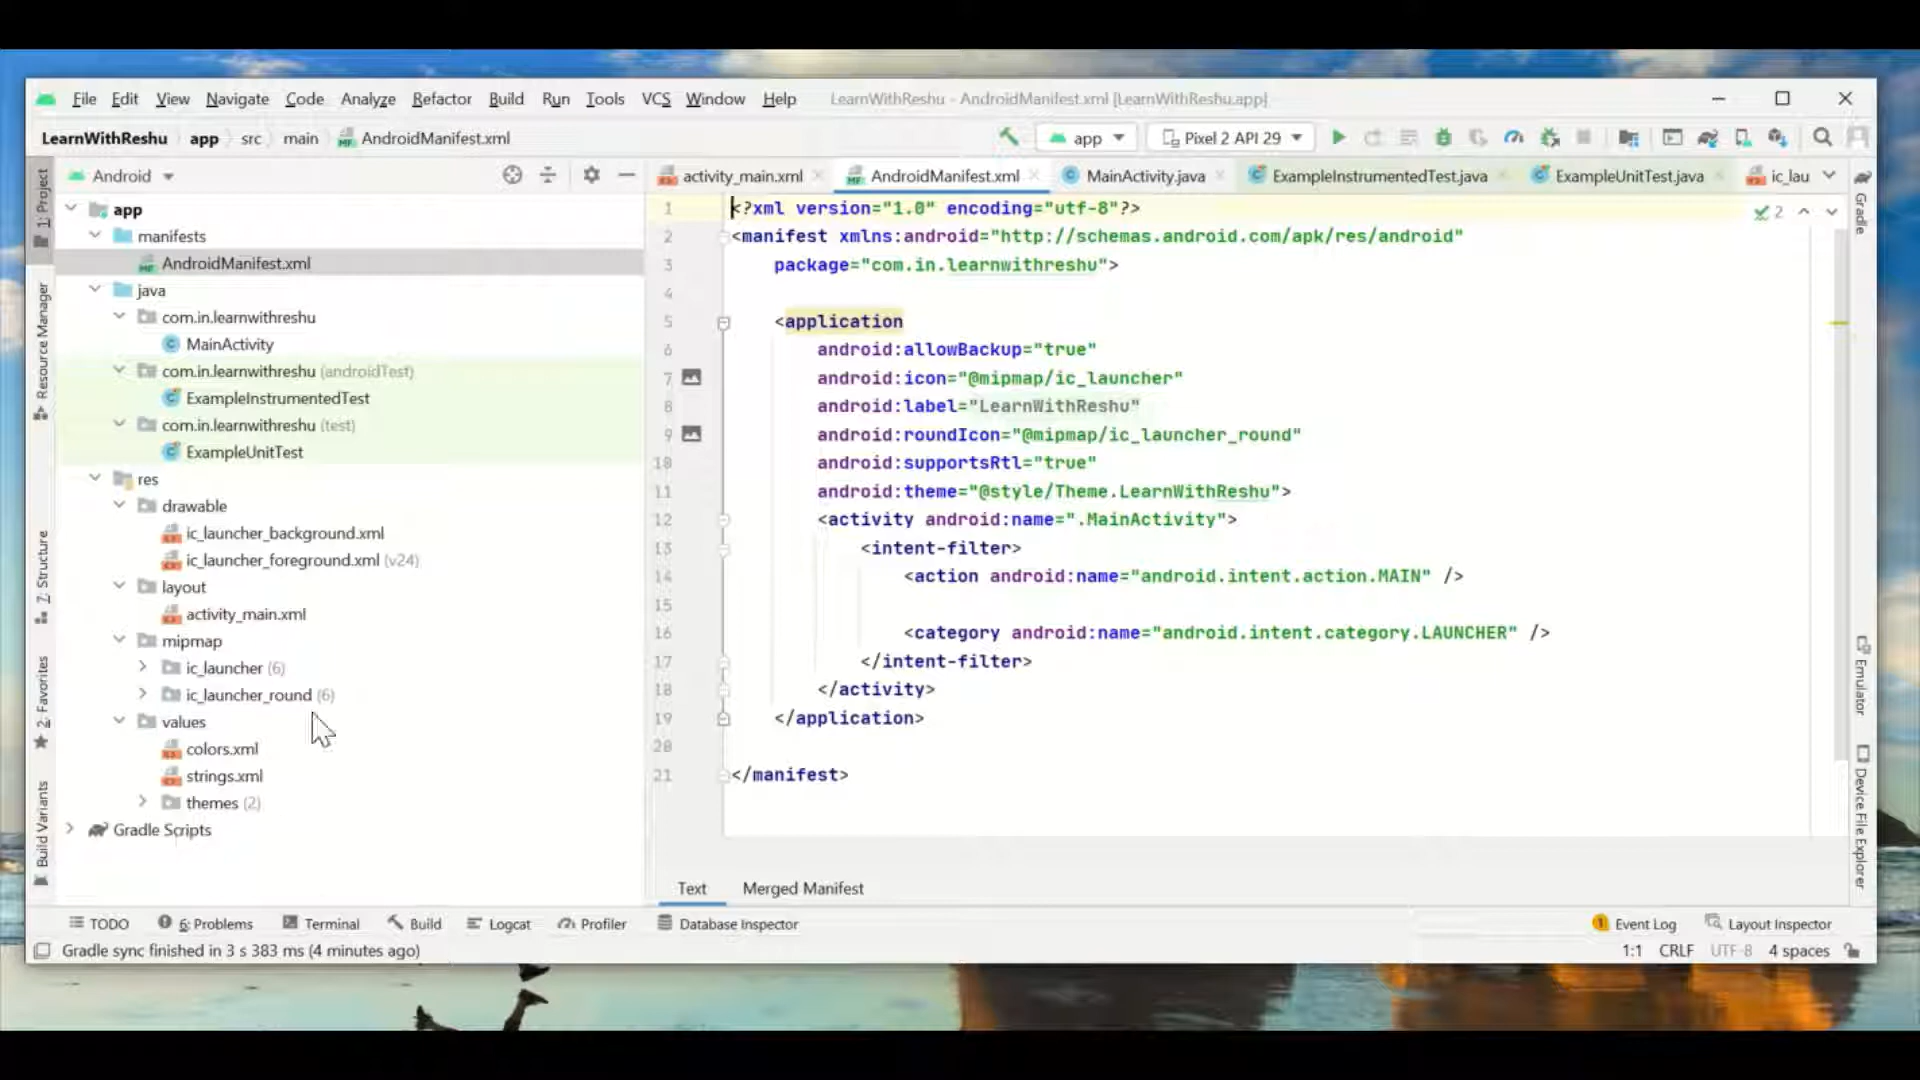 File Edit View Navigate Code Analyze Refactor Build Run Tools VCS Window Help LearnWithReshu - AndroidManifest.xml [LearnWithReshu.app]
LearnWithReshu app src main AndroidManifest.xml app Pixel 2 API 29
1: Project
Resource Manager
7: Structure
2: Favorites
Build Variants
Android
app
manifests
AndroidManifest.xml
java
com.in.learnwithreshu
MainActivity
com.in.learnwithreshu (androidTest)
ExampleInstrumentedTest
com.in.learnwithreshu (test)
ExampleUnitTest
res
drawable
ic_launcher_background.xml
ic_launcher_foreground.xml (v24)
layout
activity_main.xml
mipmap
ic_launcher (6)
ic_launcher_round (6)
values
colors.xml
strings.xml
themes (2)
Gradle Scripts
activity_main.xml AndroidManifest.xml MainActivity.java ExampleInstrumentedTest.java ExampleUnitTest.java ic_lau
2
1 <?xml version="1.0" encoding="utf-8"?>
2 <manifest xmlns:android="http://schemas.android.com/apk/res/android"
3 package="com.in.learnwithreshu">
4
5 <application
6 android:allowBackup="true"
7 android:icon="@mipmap/ic_launcher"
8 android:label="LearnWithReshu"
9 android:roundIcon="@mipmap/ic_launcher_round"
10 android:supportsRtl="true"
11 android:theme="@style/Theme.LearnWithReshu">
12 <activity android:name=".MainActivity">
13 <intent-filter>
14 <action android:name="android.intent.action.MAIN" />
15
16 <category android:name="android.intent.category.LAUNCHER" />
17 </intent-filter>
18 </activity>
19 </application>
20
21 </manifest>
Text Merged Manifest
Gradle
Emulator
Device File Explorer
TODO 6: Problems Terminal Build Logcat Profiler Database Inspector 1 Event Log Layout Inspector
Gradle sync finished in 3 s 383 ms (4 minutes ago) 1:1 CRLF UTF-8 4 spaces